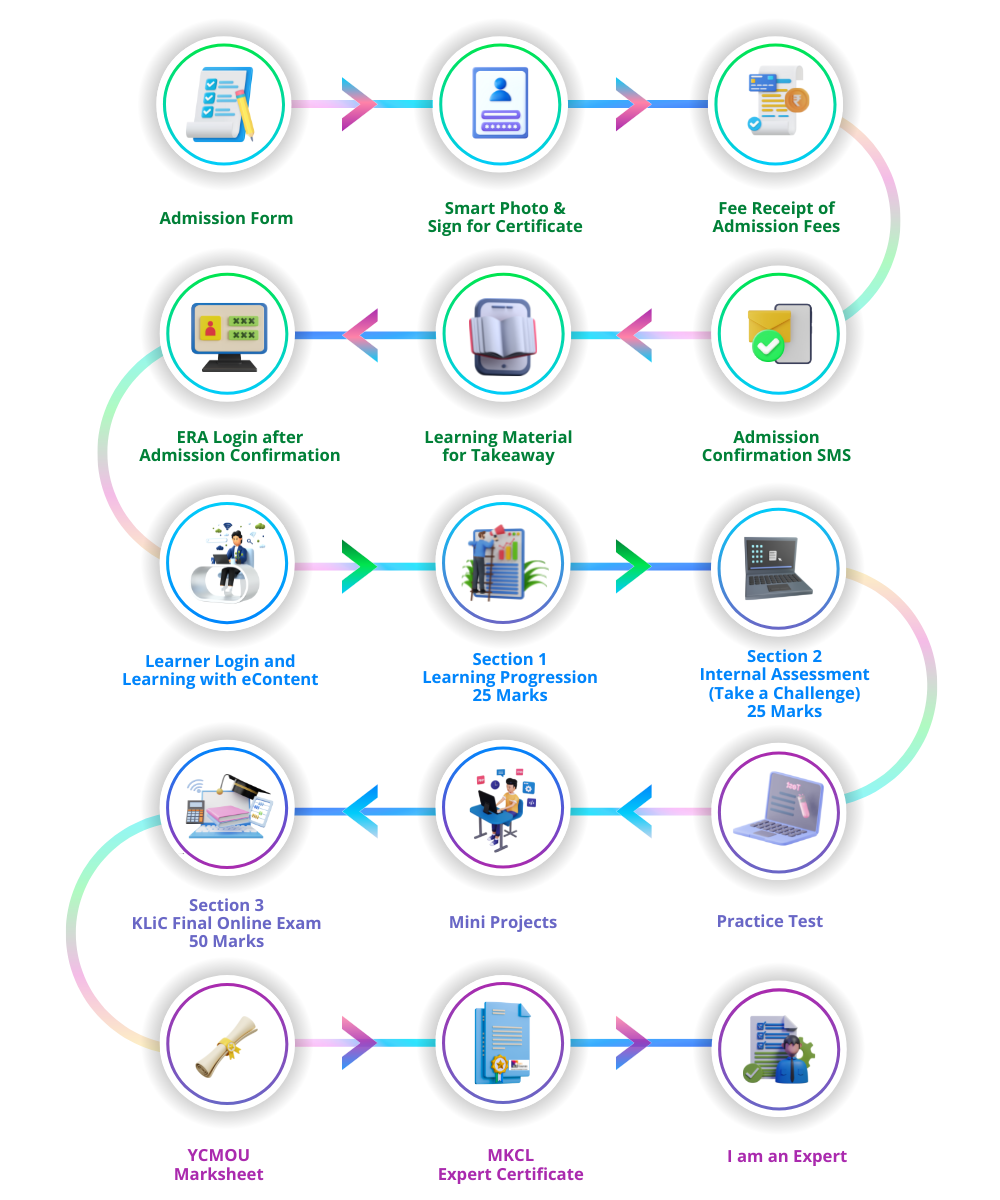 Admission Form
Smart Photo &
Sign for Certificate
Fee Receipt of
Admission Fees
Admission
Confirmation SMS
Learning Material
for Takeaway
ERA Login after
Admission Confirmation
Learner Login and
Learning with eContent
Section 1
Learning Progression
25 Marks
Section 2
Internal Assessment
(Take a Challenge)
25 Marks
Practice Test
Mini Projects
Section 3
KLiC Final Online Exam
50 Marks
YCMOU
Marksheet
MKCL
Expert Certificate
I am an Expert